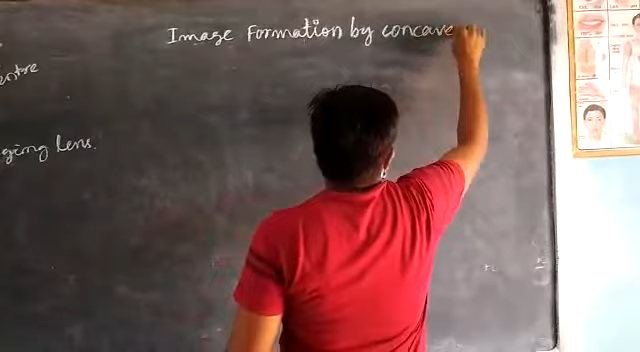 Image Formation by concave
entre
ging lens.